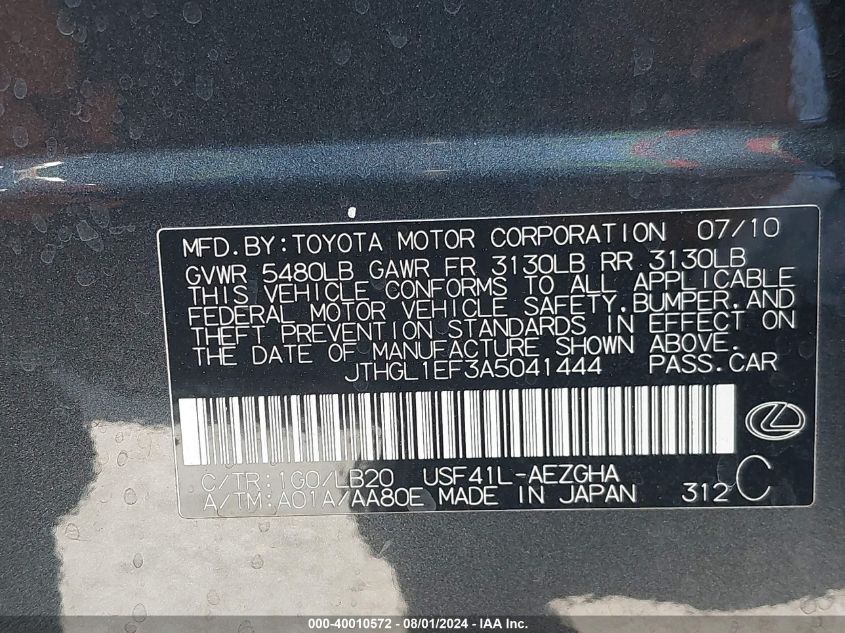 MFD.BY:TOYOTA MOTOR CORPORATION 07/10
GVWR 5480LB GAWR FR 3130LB RR 3130LB
THIS VEHICLE CONFORMS TO ALL APPLICABLE
FEDERAL MOTOR VEHICLE SAFETY,BUMPER,AND
THEFT PREVENTION STANDARDS IN EFFECT ON
THE DATE OF MANUFACTURE SHOWN ABOVE.
JTHGL1EF3A5041444 PASS.CAR
C/TR:1G0/LB20 USF41L-AEZGHA
A/TM:A01A/AA80E MADE IN JAPAN 312 C
000-40010572 - 08/01/2024 - IAA Inc.